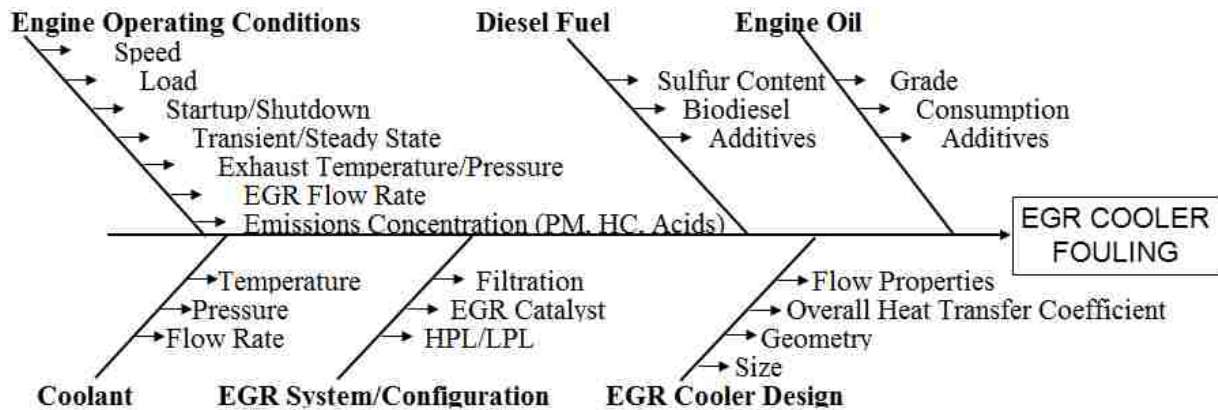 Engine Operating Conditions
Speed
Load
Startup/Shutdown
Transient/Steady State
Exhaust Temperature/Pressure
EGR Flow Rate
Emissions Concentration (PM, HC, Acids)
Diesel Fuel
Sulfur Content
Biodiesel
Additives
Engine Oil
Grade
Consumption
Additives
EGR COOLER
FOULING
Temperature
Pressure
Flow Rate
Coolant
Filtration
EGR Catalyst
HPL/LPL
EGR System/Configuration
Flow Properties
Overall Heat Transfer Coefficient
Geometry
Size
EGR Cooler Design